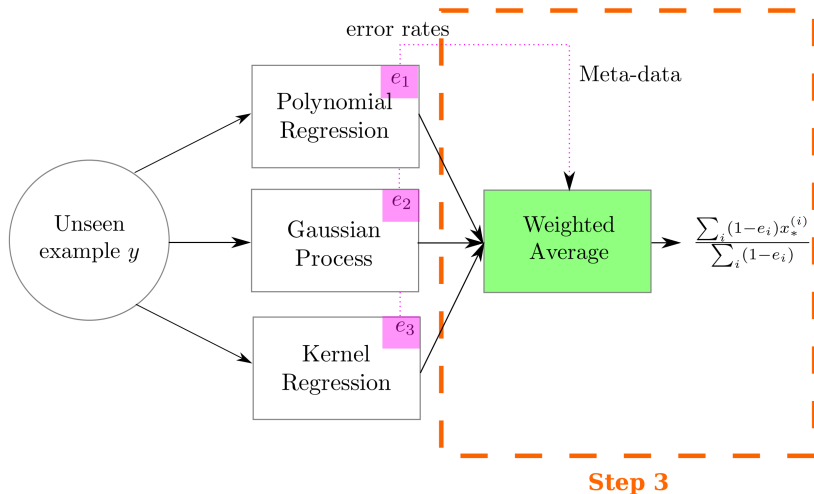 error rates
Meta-data
e₁
Polynomial
Regression
Unseen
example y
e₂
Gaussian
Process
Weighted
Average
∑ᵢ(1−eᵢ)x₎*⁽ⁱ⁾
∑ᵢ(1−eᵢ)
e₃
Kernel
Regression
Step 3